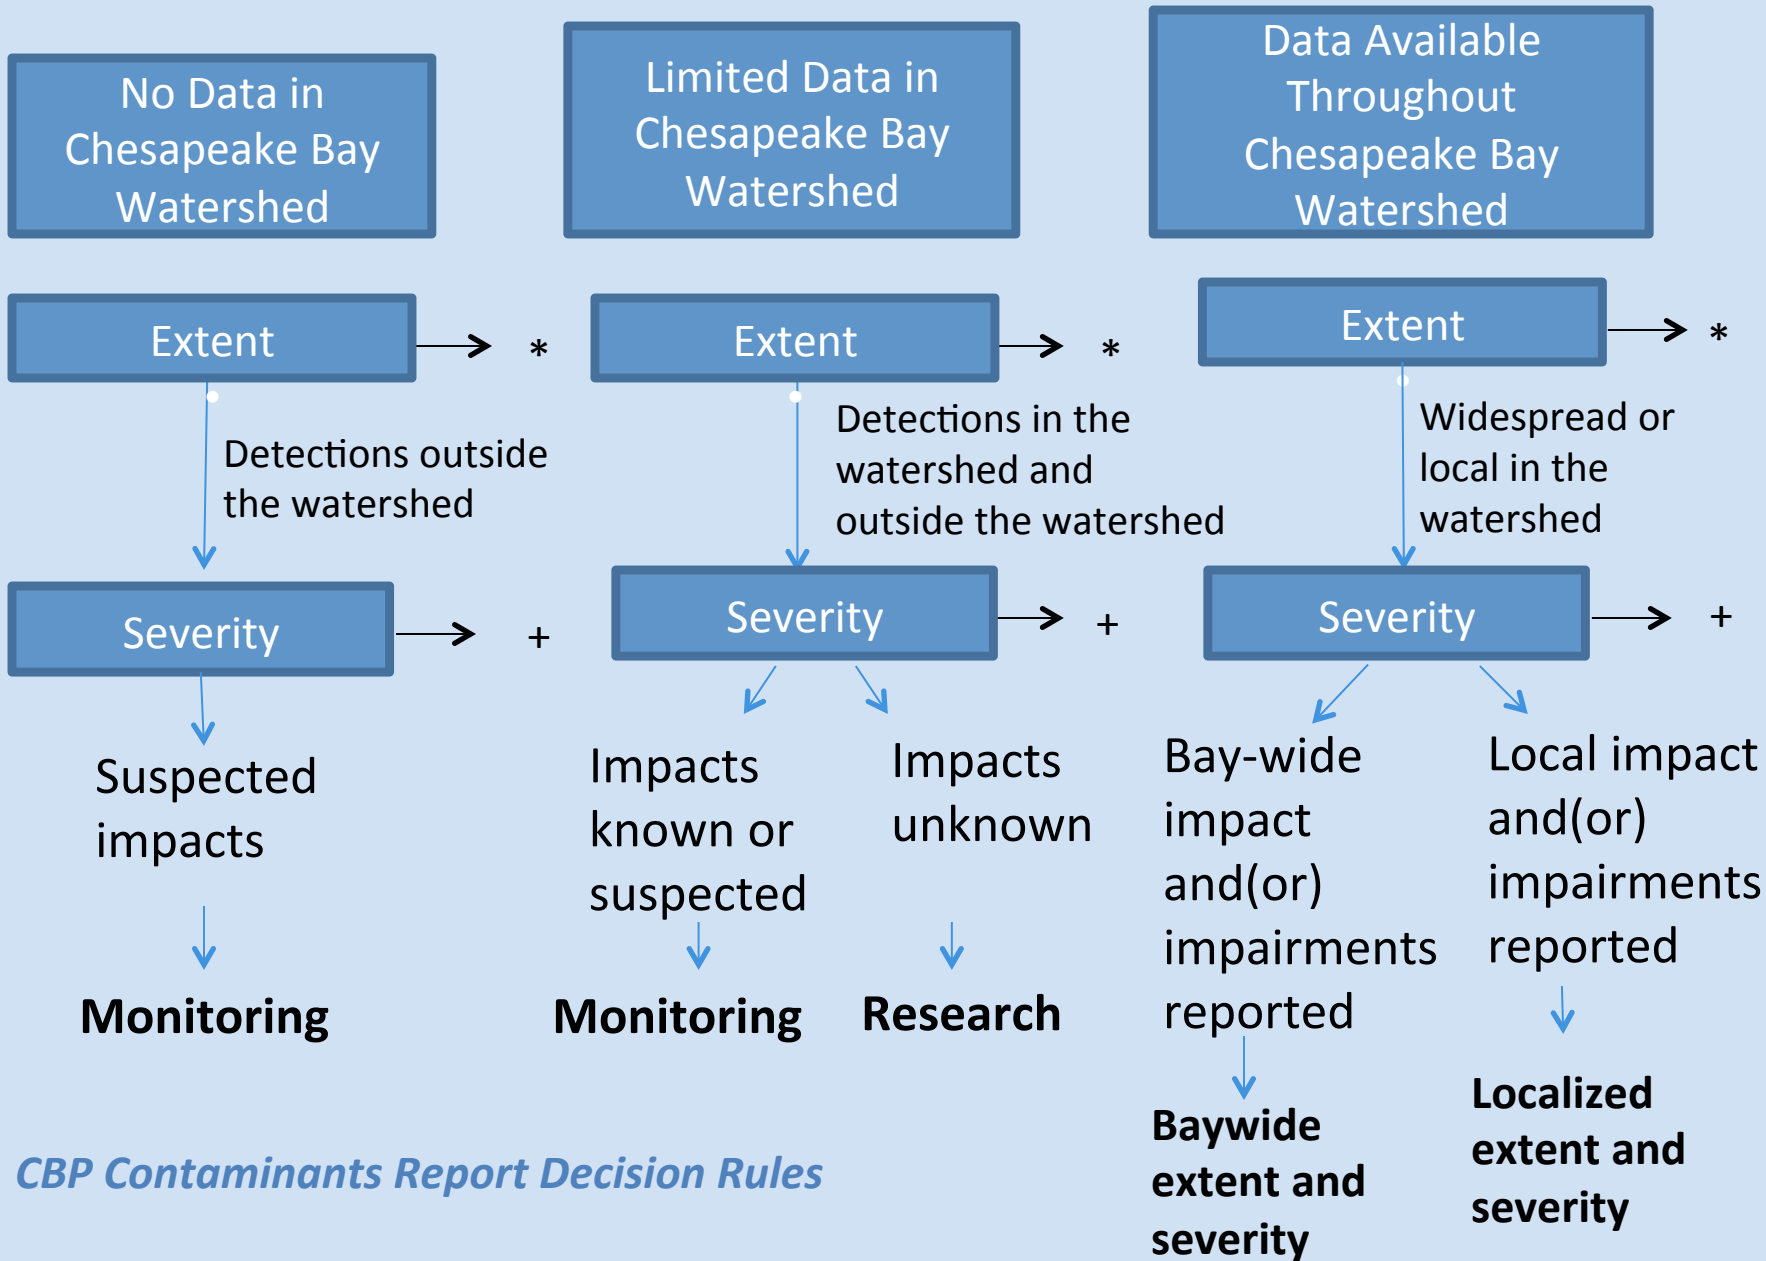 No Data in
Chesapeake Bay
Watershed
Limited Data in
Chesapeake Bay
Watershed
Data Available
Throughout
Chesapeake Bay
Watershed
Extent
*
Extent
*
Extent
*
Detections outside
the watershed
Detections in the
watershed and
outside the watershed
Widespread or
local in the
watershed
Severity
+
Severity
+
Severity
+
Suspected
impacts
Impacts
known or
suspected
Impacts
unknown
Bay-wide
impact
and(or)
impairments
reported
Local impact
and(or)
impairments
reported
Monitoring
Monitoring
Research
Baywide
extent and
severity
Localized
extent and
severity
CBP Contaminants Report Decision Rules